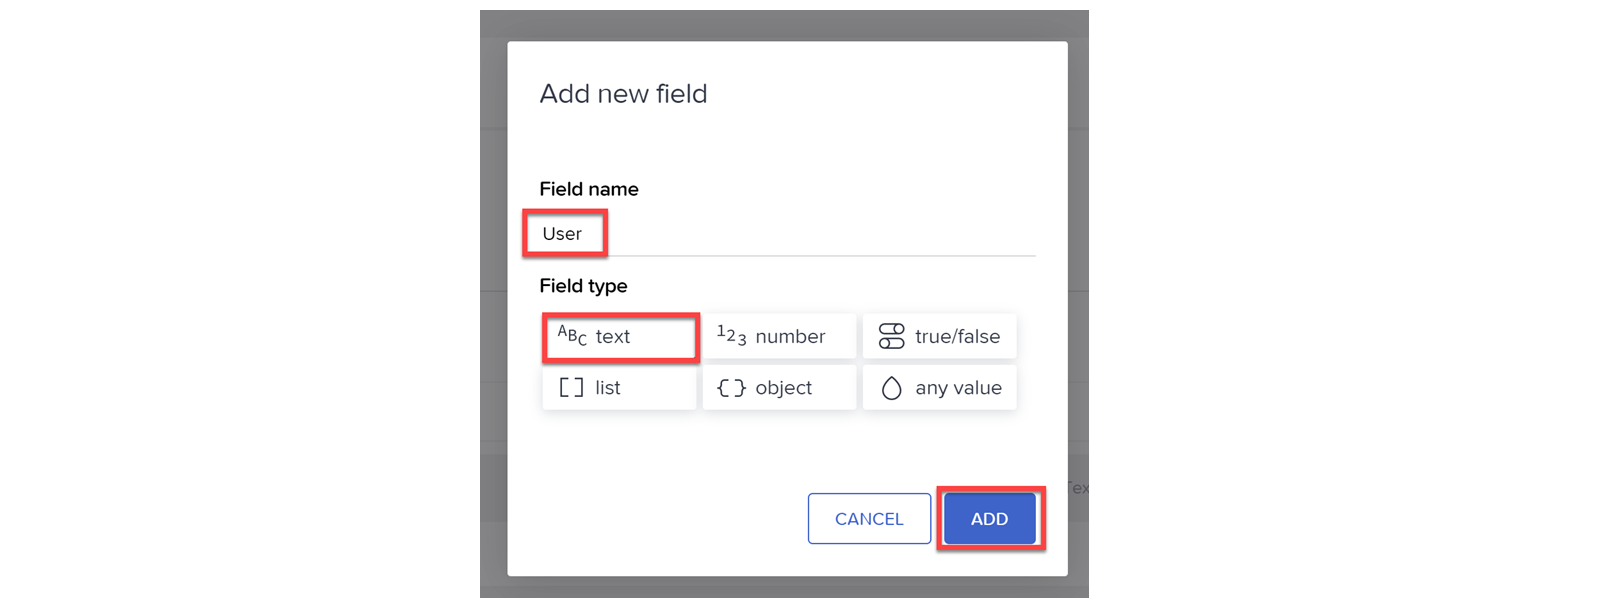 Add new field
Field name
User
Field type
ABC text
123 number
true/false
[ ] list
{ } object
any value
Tex
CANCEL
ADD